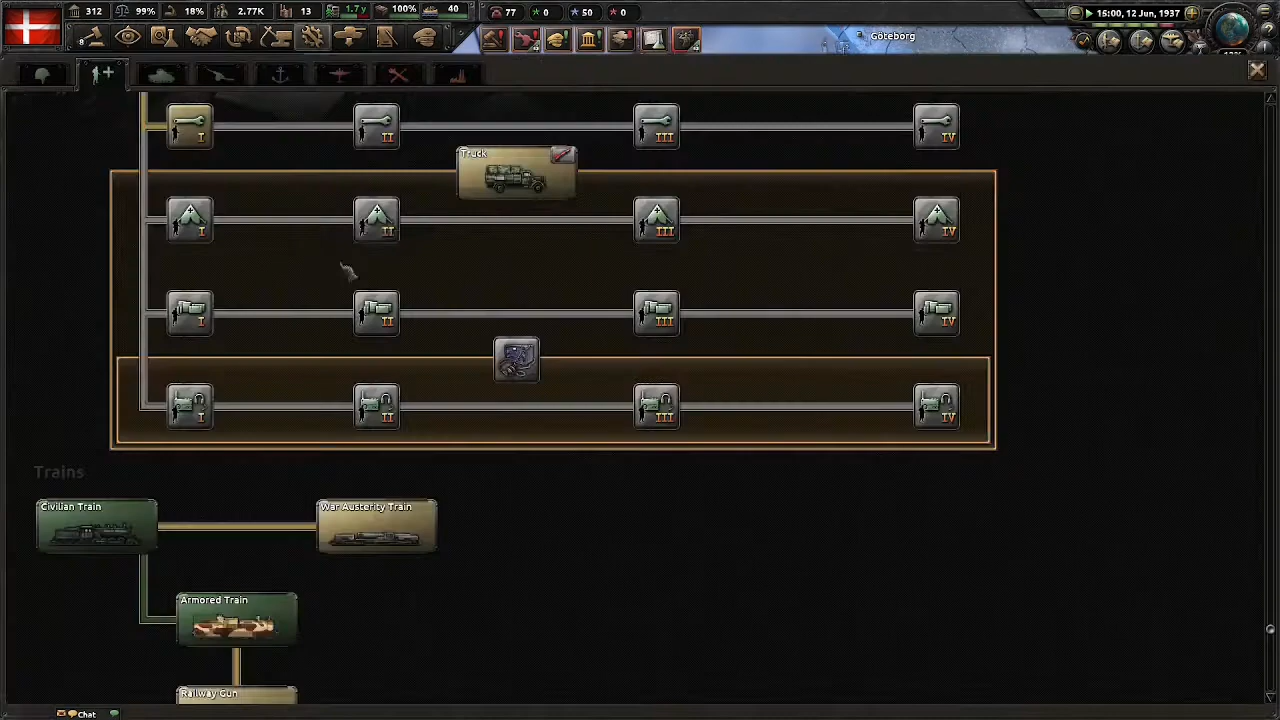 312 99% 18% 2.77K 13 1.7y 100% 40 77 0 50 0 15:00, 12 Jun, 1937
8
Göteborg
I II III IV
Truck
I II III IV
I II III IV
I II III IV
Trains
Civilian Train War Austerity Train
Armored Train
Railway Gun
Chat